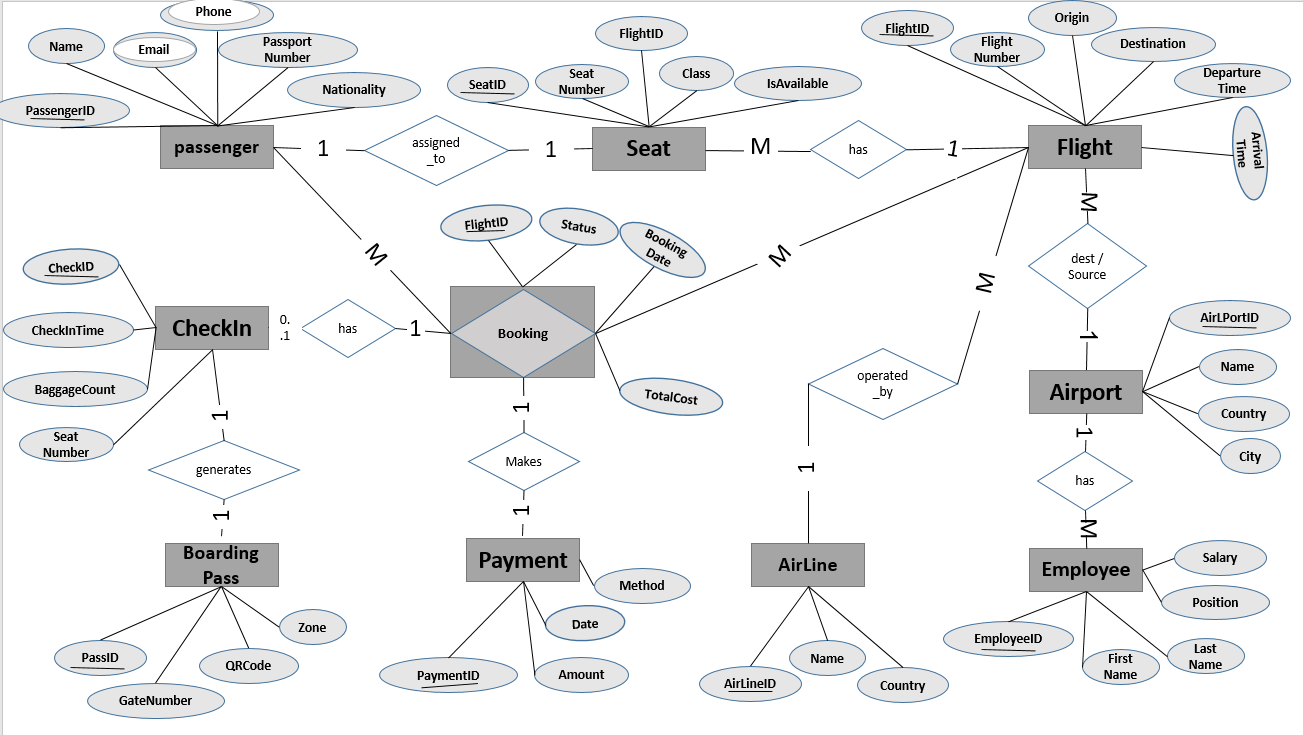 Phone
Name
Email
Passport
Number
Nationality
PassengerID
passenger
1
assigned
_to
1
FlightID
SeatID
Seat
Number
Class
IsAvailable
Seat
M
has
1
FlightID
Flight
Number
Origin
Destination
Departure
Time
Arrival
Time
Flight
M
M
M
M
dest /
Source
1
FlightID
Status
Booking
Date
Booking
TotalCost
CheckID
CheckInTime
BaggageCount
Seat
Number
CheckIn
0.
.1
has
1
AirLPortID
Name
Country
City
Airport
operated
_by
1
1
generates
1
1
Makes
1
1
has
M
Boarding
Pass
PassID
GateNumber
QRCode
Zone
Payment
Method
Date
PaymentID
Amount
AirLine
AirLineID
Name
Country
Employee
Salary
Position
EmployeeID
First
Name
Last
Name